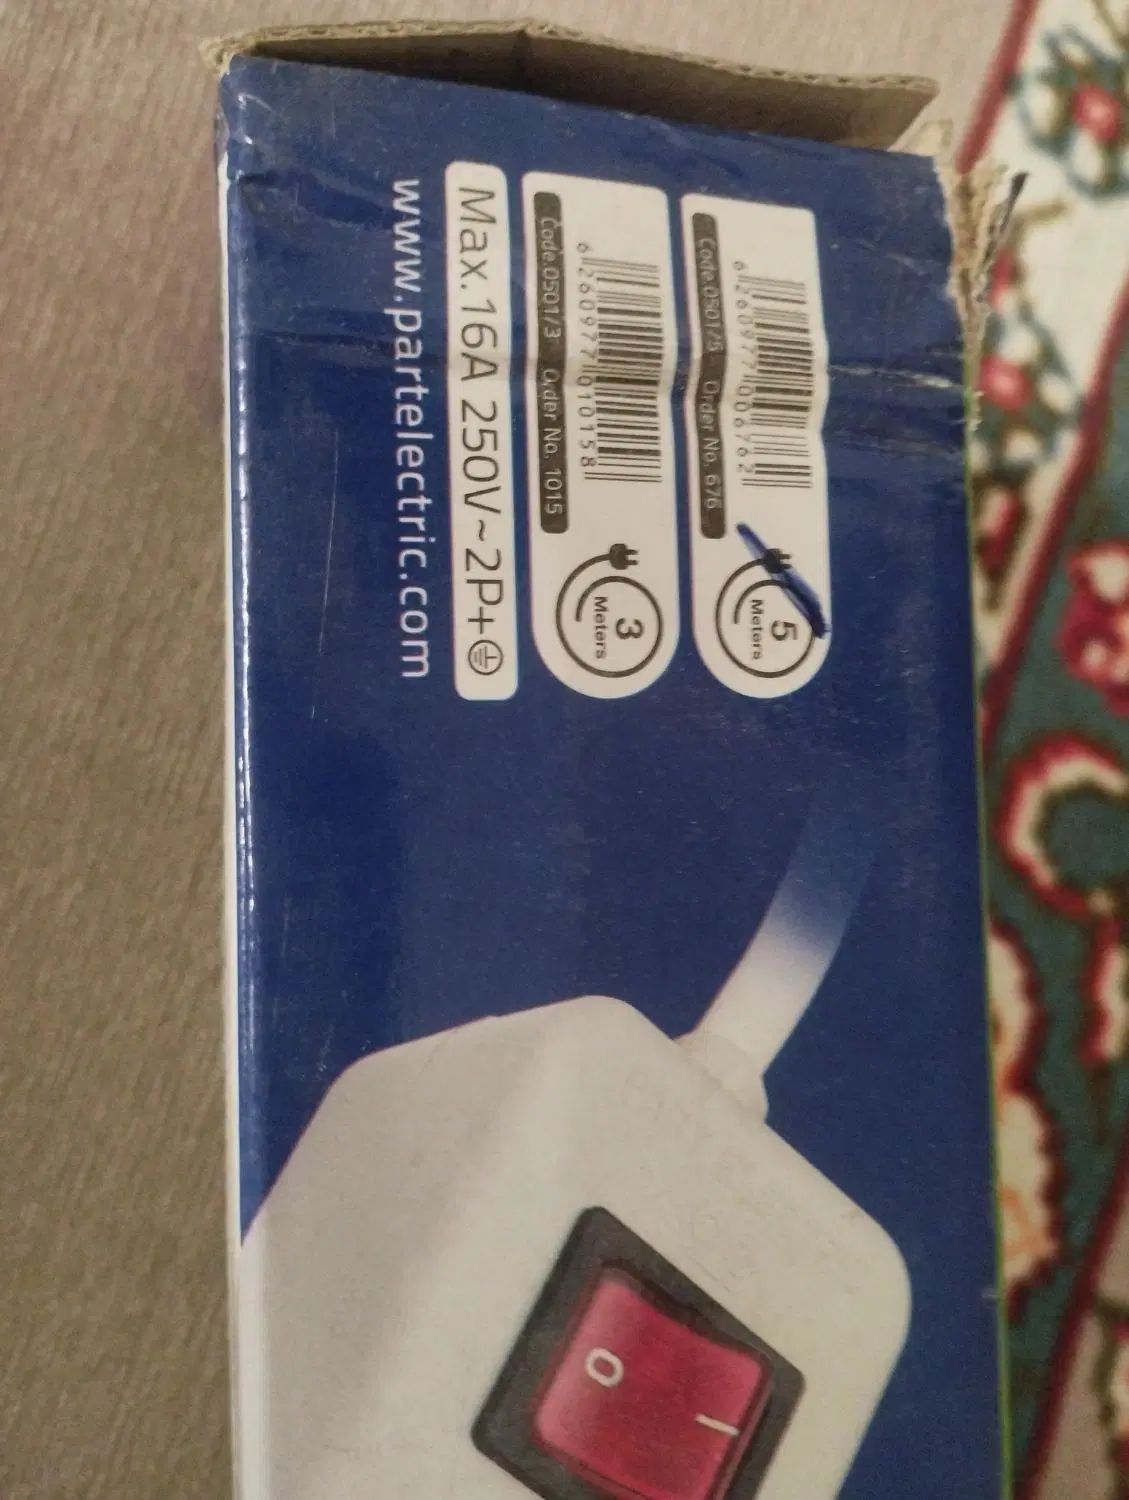 6260977006762
Code.0501/5 Order No. 676
5
Meters
6260977010158
Code.0501/3 Order No. 1015
3
Meters
Max.16A 250V~2P+
www.partelectric.com
O
I